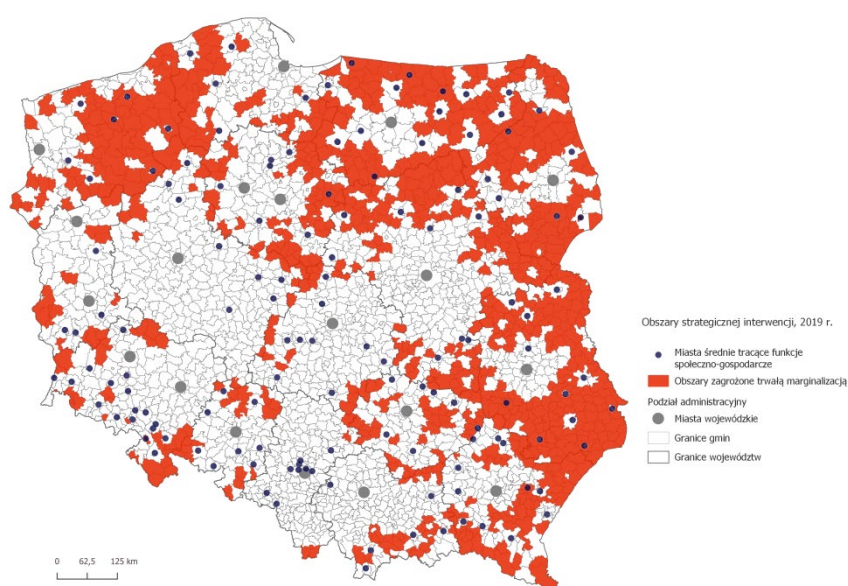 Obszary strategicznej interwencji, 2019 r.
Miasta średnie tracące funkcje
społeczno-gospodarcze
Obszary zagrożone trwałą marginalizacją
Podział administracyjny
Miasta wojewódzkie
Granice gmin
Granice województw
0 62,5 125 km